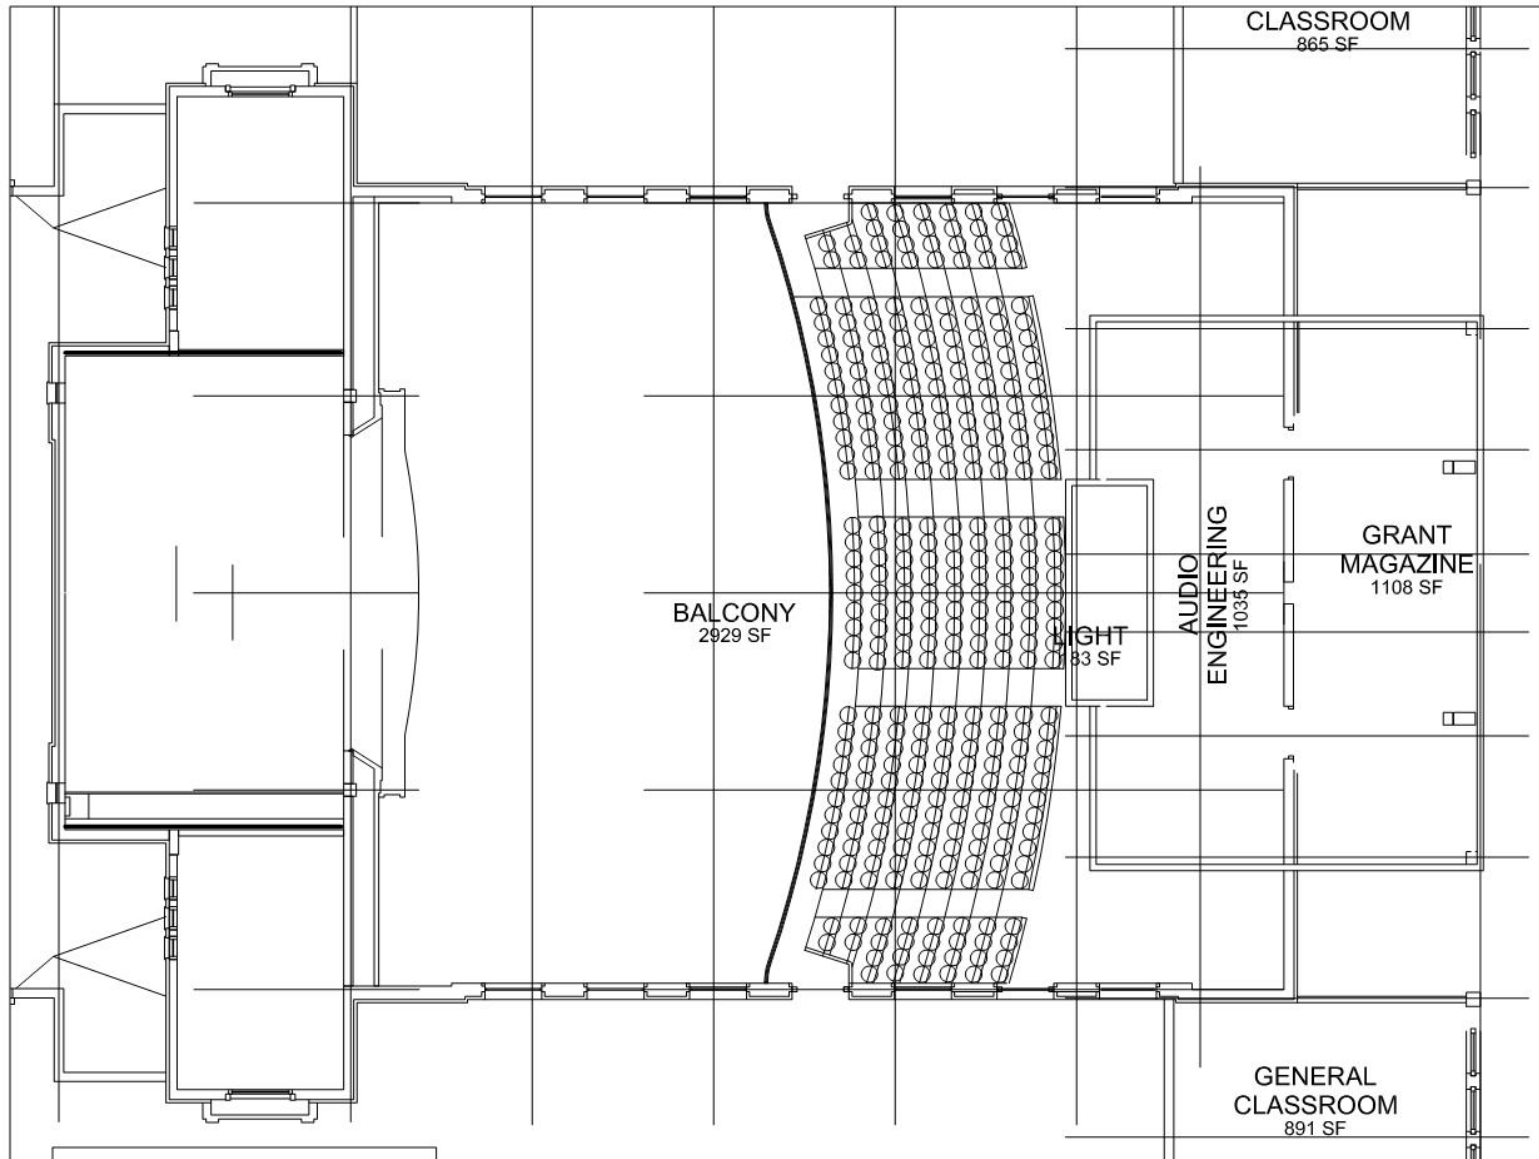 CLASSROOM
865 SF
GRANT
MAGAZINE
1108 SF
AUDIO
ENGINEERING
1035 SF
BALCONY
2929 SF
LIGHT
183 SF
GENERAL
CLASSROOM
891 SF